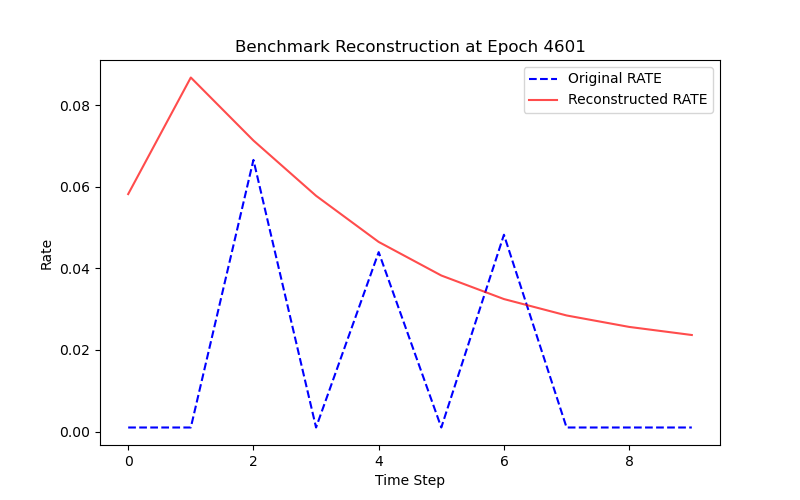 Benchmark Reconstruction at Epoch 4601
Original RATE
Reconstructed RATE
Rate
0.08
0.06
0.04
0.02
0.00
0 2 4 6 8
Time Step